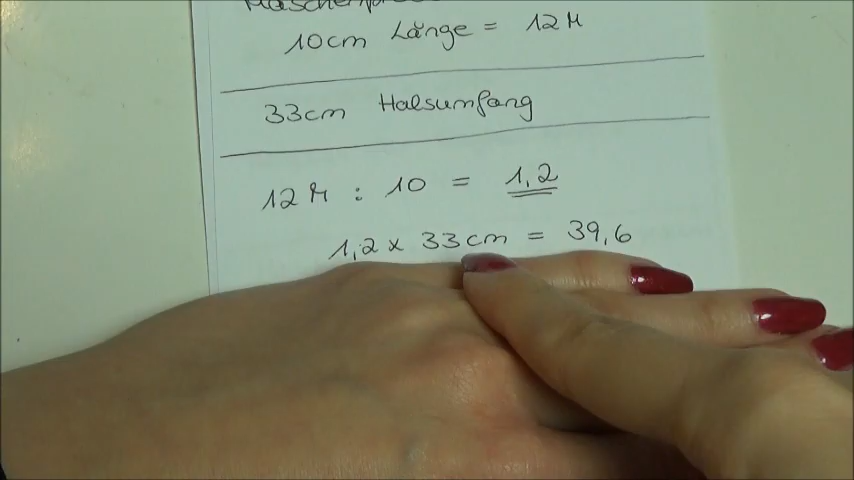 10cm Länge = 12 M
33cm Halsumfang
12 M : 10 = 1,2
1,2 x 33cm = 39,6